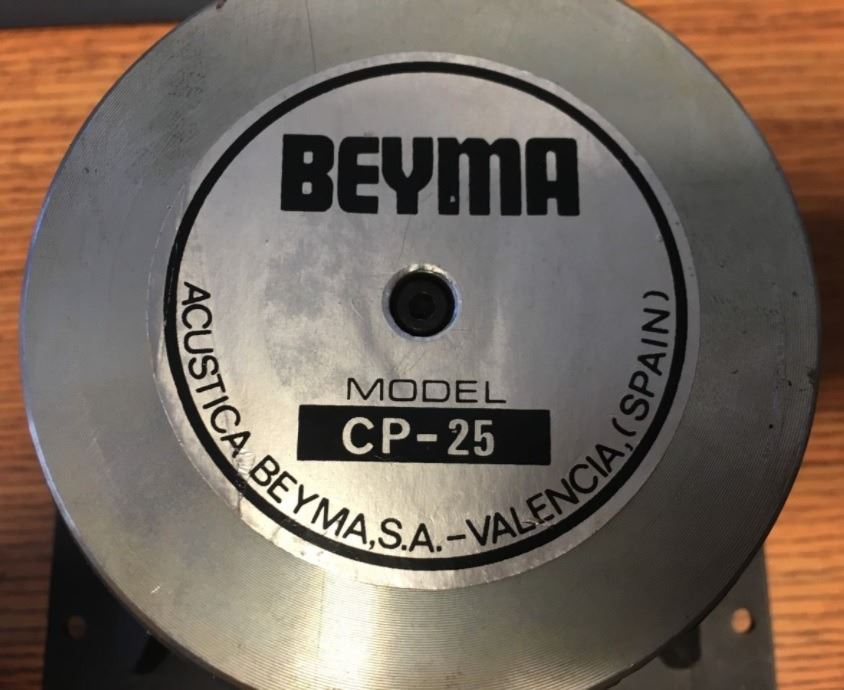 BEYMA
MODEL
CP-25
ACUSTICA BEYMA, S.A.-VALENCIA, (SPAIN)